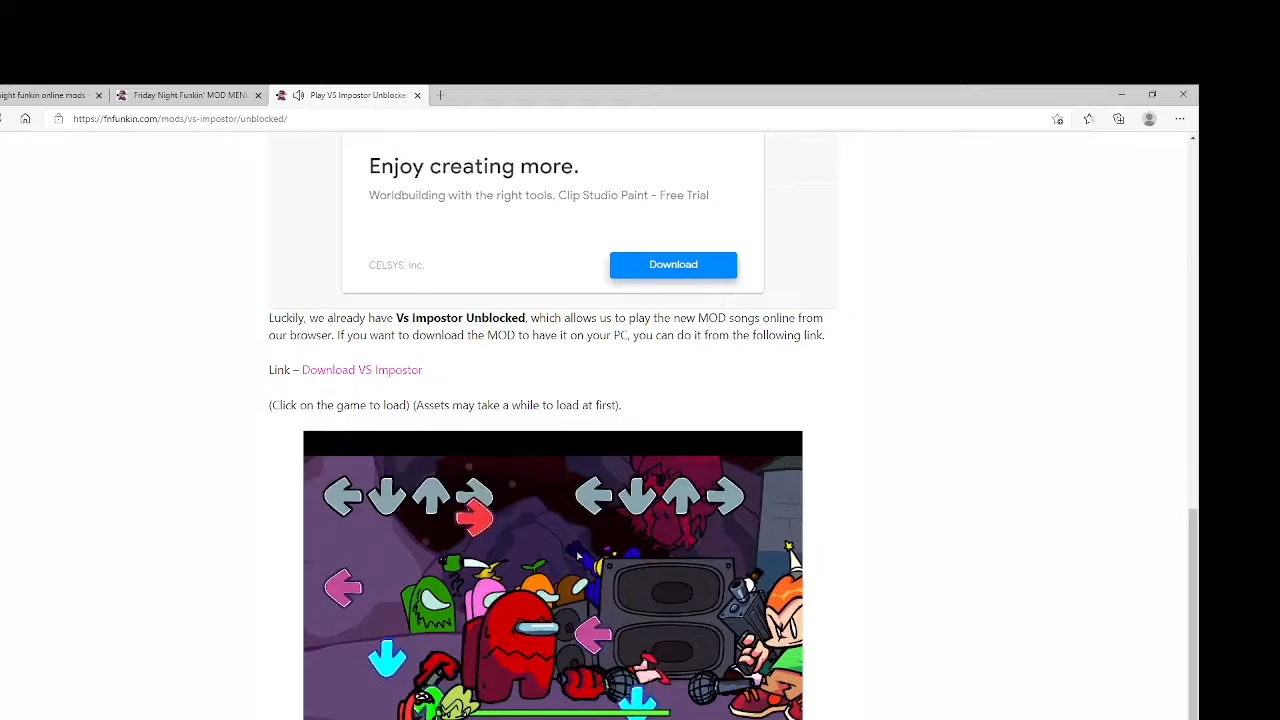 night funkin online mods -
Friday Night Funkin' MOD MENU
Play VS Impostor Unblocked
https://fnfunkin.com/mods/vs-impostor/unblocked/
Enjoy creating more.
Worldbuilding with the right tools. Clip Studio Paint - Free Trial
CELSYS, Inc.
Download
Luckily, we already have Vs Impostor Unblocked, which allows us to play the new MOD songs online from
our browser. If you want to download the MOD to have it on your PC, you can do it from the following link.
Link – Download VS Impostor
(Click on the game to load) (Assets may take a while to load at first).